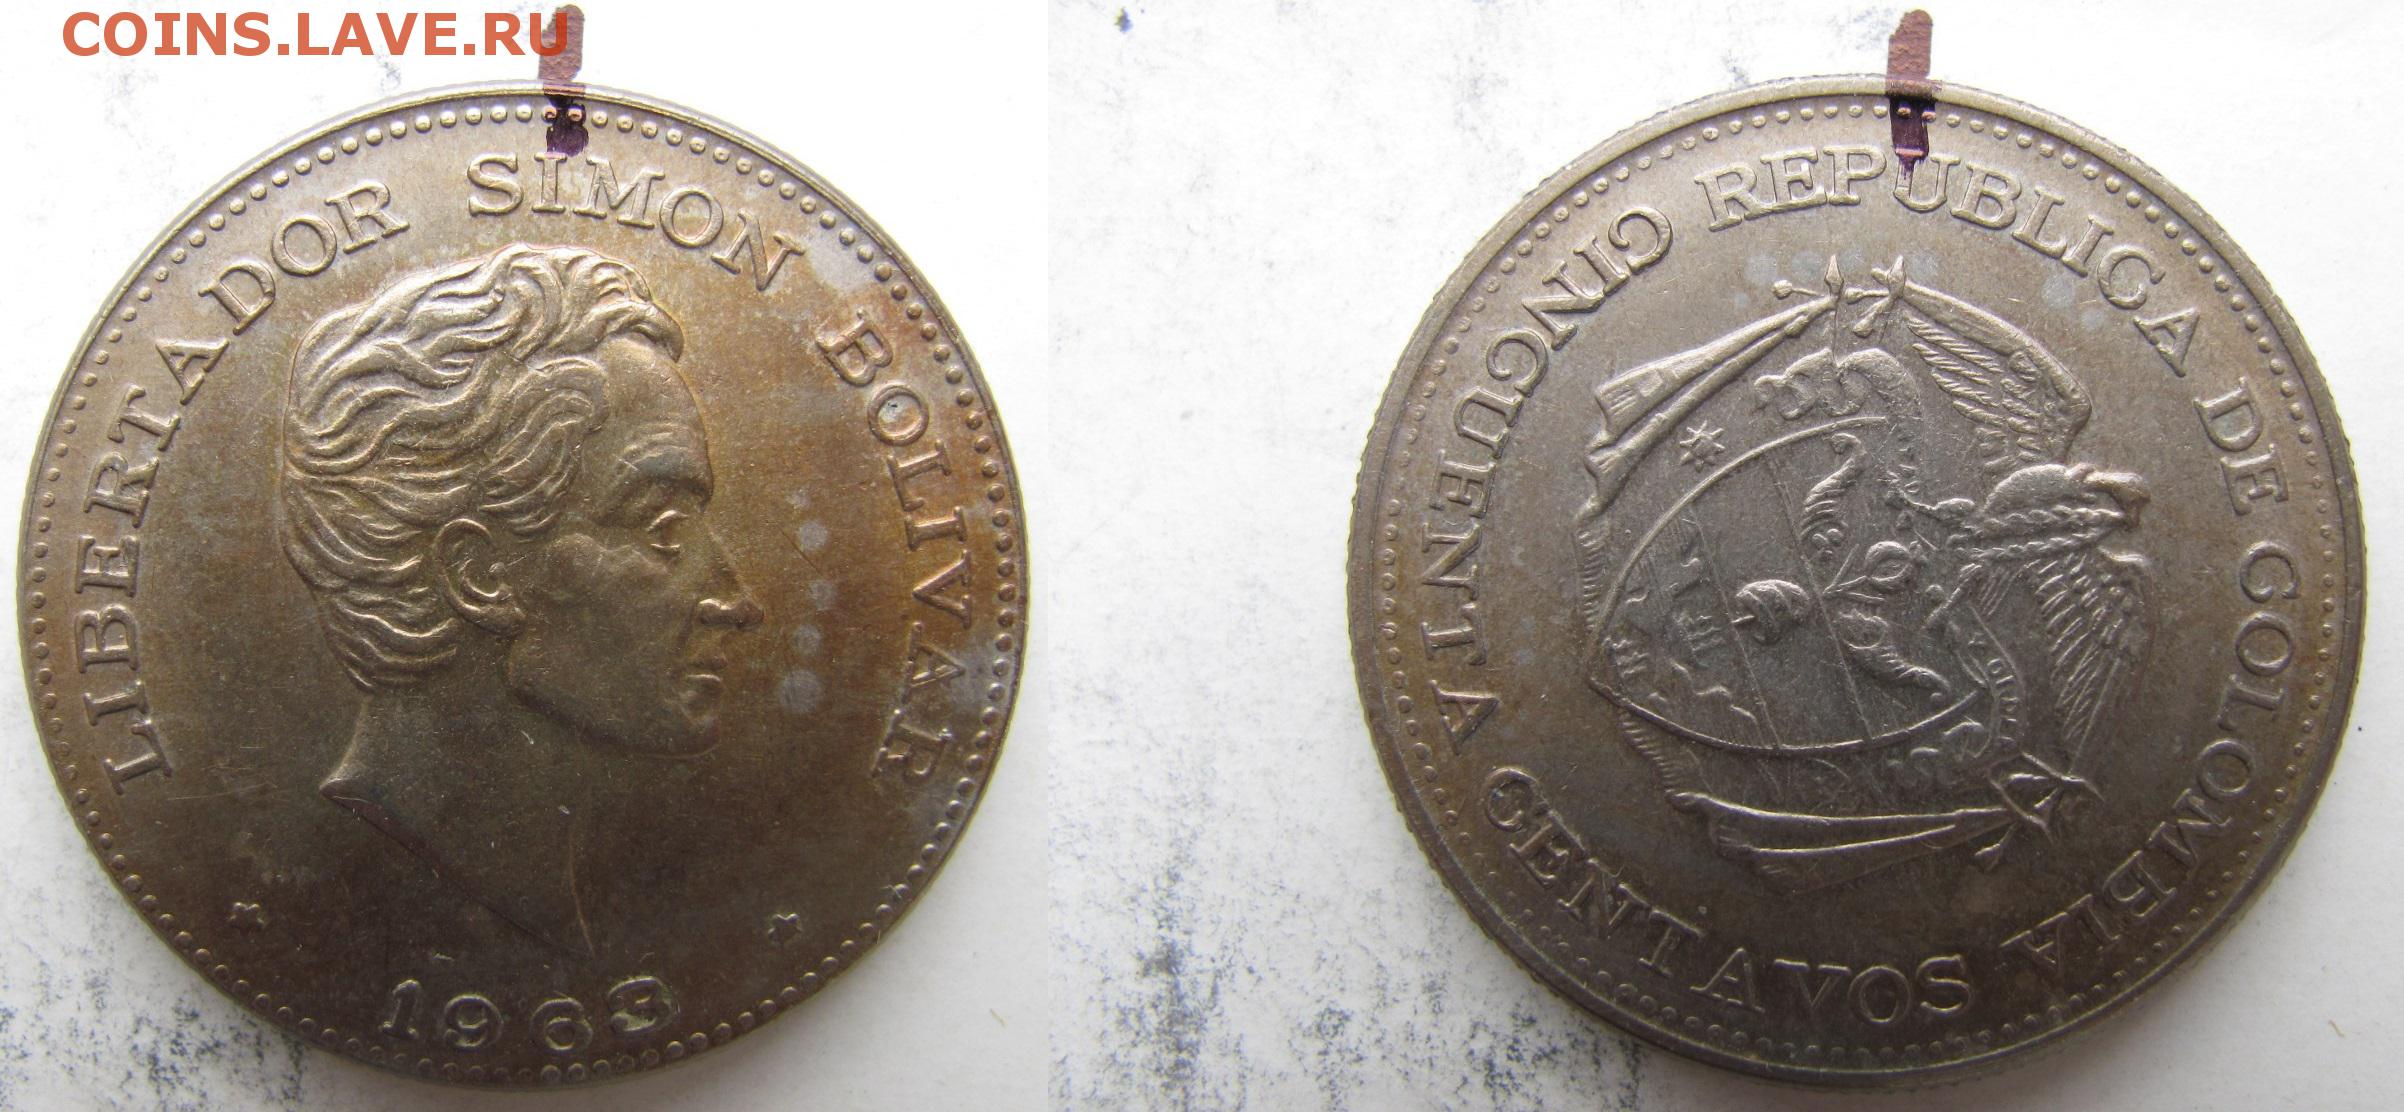 COINS.LAVE.RU
LIBERTADOR SIMON BOLIVAR
1963
REPUBLICA DE COLOMBIA
CINCUENTA CENTAVOS